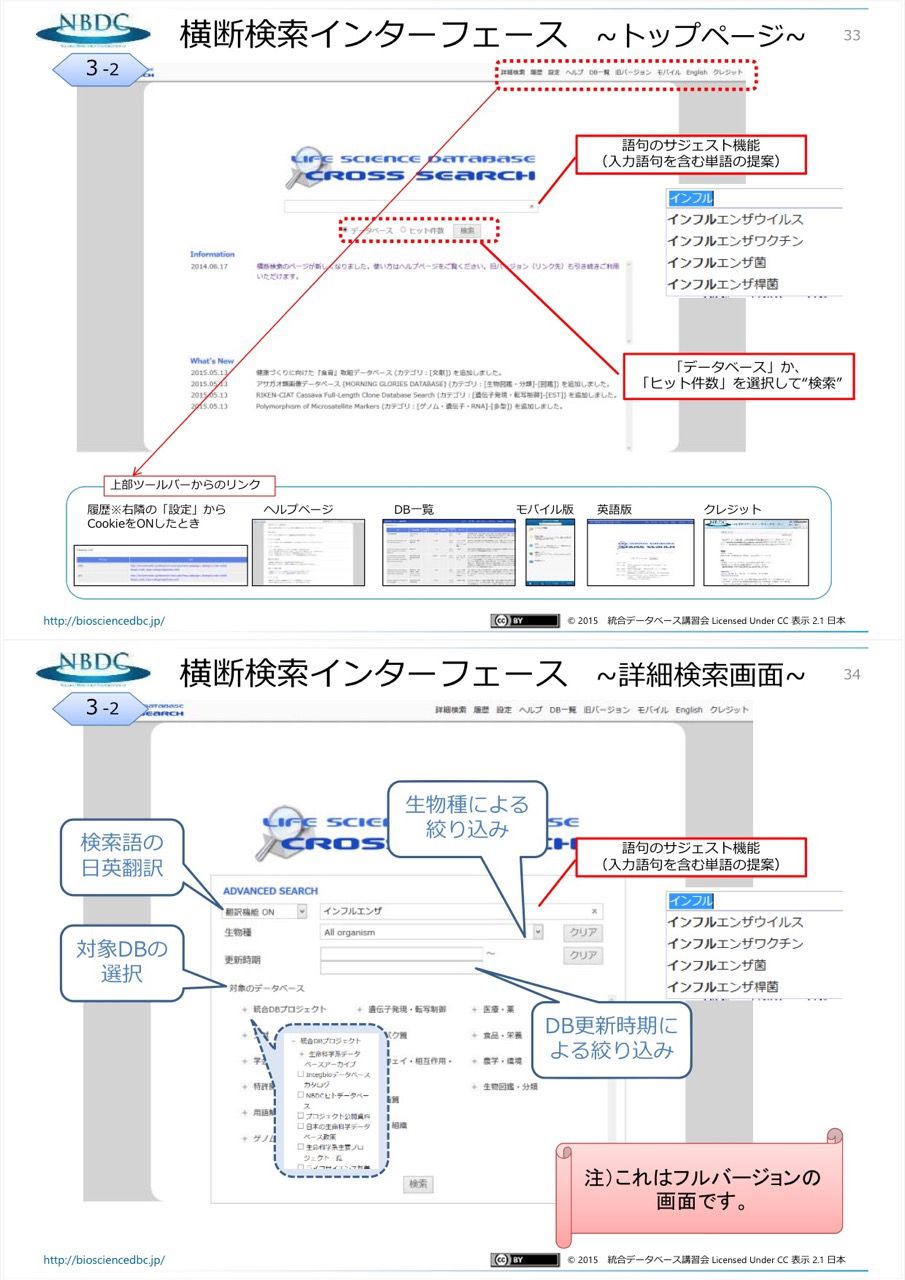 NBDC
横断検索インターフェース ~トップページ~
33
3-2
詳細検索 履歴 設定 ヘルプ DB一覧 旧バージョン モバイル English クレジット
LIFE SCIENCE DATABASE
CROSS SEARCH
語句のサジェスト機能
（入力語句を含む単語の提案）
インフル
インフルエンザウイルス
インフルエンザワクチン
インフルエンザ菌
インフルエンザ桿菌
データベース ヒット件数 検索
Information
2014.06.17 横断検索のページが新しくなりました。使い方はヘルプページをご覧ください。旧バージョン（リンク先）も引き続きご利用
いただけます。
「データベース」か、
「ヒット件数」を選択して“検索”
What's New
2015.05.13 健康づくりに向けた『食育』取組データベース (カテゴリ：[文献]) を追加しました。
2015.05.13 アサガオ類画像データベース (MORNING GLORIES DATABASE) (カテゴリ：[生物図鑑・分類]-[図鑑]) を追加しました。
2015.05.13 RIKEN-CIAT Cassava Full-Length Clone Database Search (カテゴリ：[遺伝子発現・転写制御]-[EST]) を追加しました。
2015.05.13 Polymorphism of Microsatellite Markers (カテゴリ：[ゲノム・遺伝子・RNA]-[多型]) を追加しました。
上部ツールバーからのリンク
履歴※右隣の「設定」から
CookieをONしたとき
ヘルプページ
DB一覧
モバイル版
英語版
クレジット
http://biosciencedbc.jp/
cc BY
© 2015 統合データベース講習会 Licensed Under CC 表示 2.1 日本
NBDC
横断検索インターフェース ~詳細検索画面~
34
3-2
詳細検索 履歴 設定 ヘルプ DB一覧 旧バージョン モバイル English クレジット
生物種による
絞り込み
検索語の
日英翻訳
語句のサジェスト機能
（入力語句を含む単語の提案）
ADVANCED SEARCH
翻訳機能 ON インフルエンザ
生物種 All organism クリア
更新時期 ～ クリア
インフル
インフルエンザウイルス
インフルエンザワクチン
インフルエンザ菌
インフルエンザ桿菌
対象DBの
選択
対象のデータベース
DB更新時期に
よる絞り込み
+ 統合DBプロジェクト + 遺伝子発現・転写制御 + 医療・薬
+ 食品・栄養
+ 農学・環境
+ 生物図鑑・分類
− 統合DBプロジェクト
+ 生命科学系データ
ベースアーカイブ
Integbioデータベース
カタログ
NBDCヒトデータベー
ス
プロジェクト公開資料
日本の生命科学データ
ベース政策
生命科学系主要プロ
ジェクト一覧
検索
注）これはフルバージョンの
画面です。
http://biosciencedbc.jp/
cc BY
© 2015 統合データベース講習会 Licensed Under CC 表示 2.1 日本